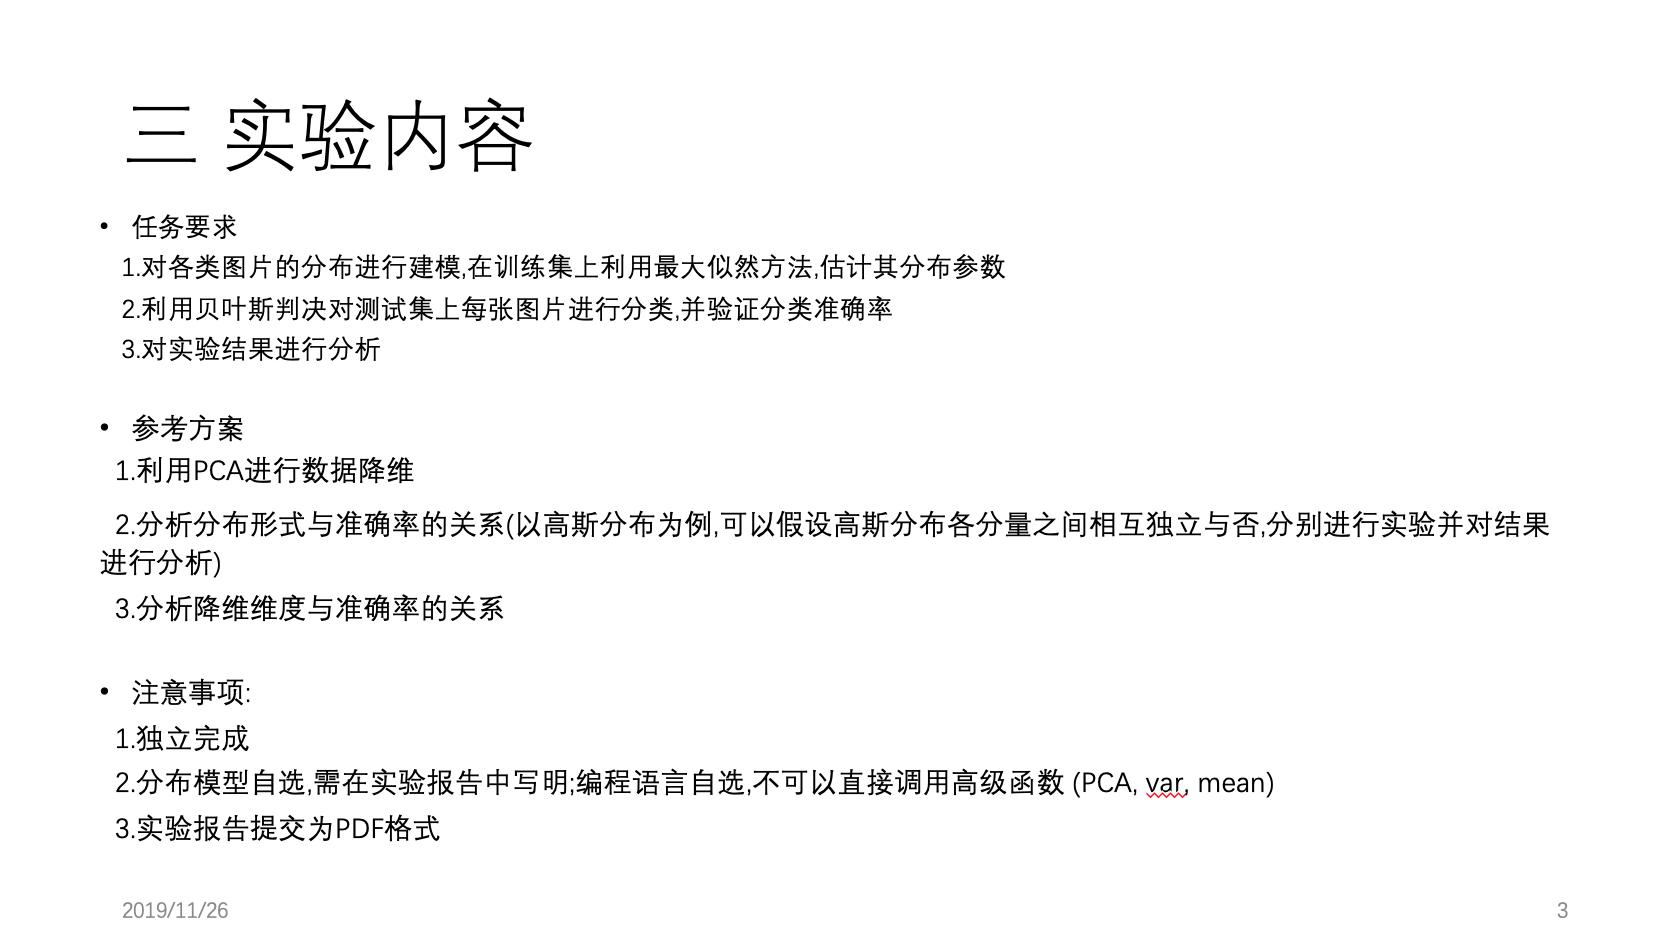 三 实验内容
• 任务要求
1.对各类图片的分布进行建模,在训练集上利用最大似然方法,估计其分布参数
2.利用贝叶斯判决对测试集上每张图片进行分类,并验证分类准确率
3.对实验结果进行分析
• 参考方案
1.利用PCA进行数据降维
2.分析分布形式与准确率的关系(以高斯分布为例,可以假设高斯分布各分量之间相互独立与否,分别进行实验并对结果
进行分析)
3.分析降维维度与准确率的关系
• 注意事项:
1.独立完成
2.分布模型自选,需在实验报告中写明;编程语言自选,不可以直接调用高级函数 (PCA, var, mean)
3.实验报告提交为PDF格式
2019/11/26
3